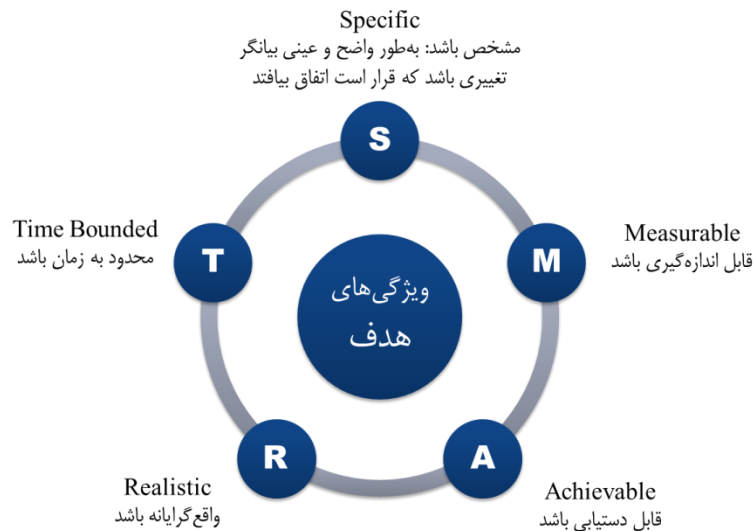 Specific
مشخص باشد: به‌طور واضح و عینی بیانگر
تغییری باشد که قرار است اتفاق بیافتد
S
Time Bounded
محدود به زمان باشد
T
Measurable
قابل اندازه‌گیری باشد
M
ویژگی‌های
هدف
Realistic
واقع‌گرایانه باشد
R
Achievable
قابل دستیابی باشد
A